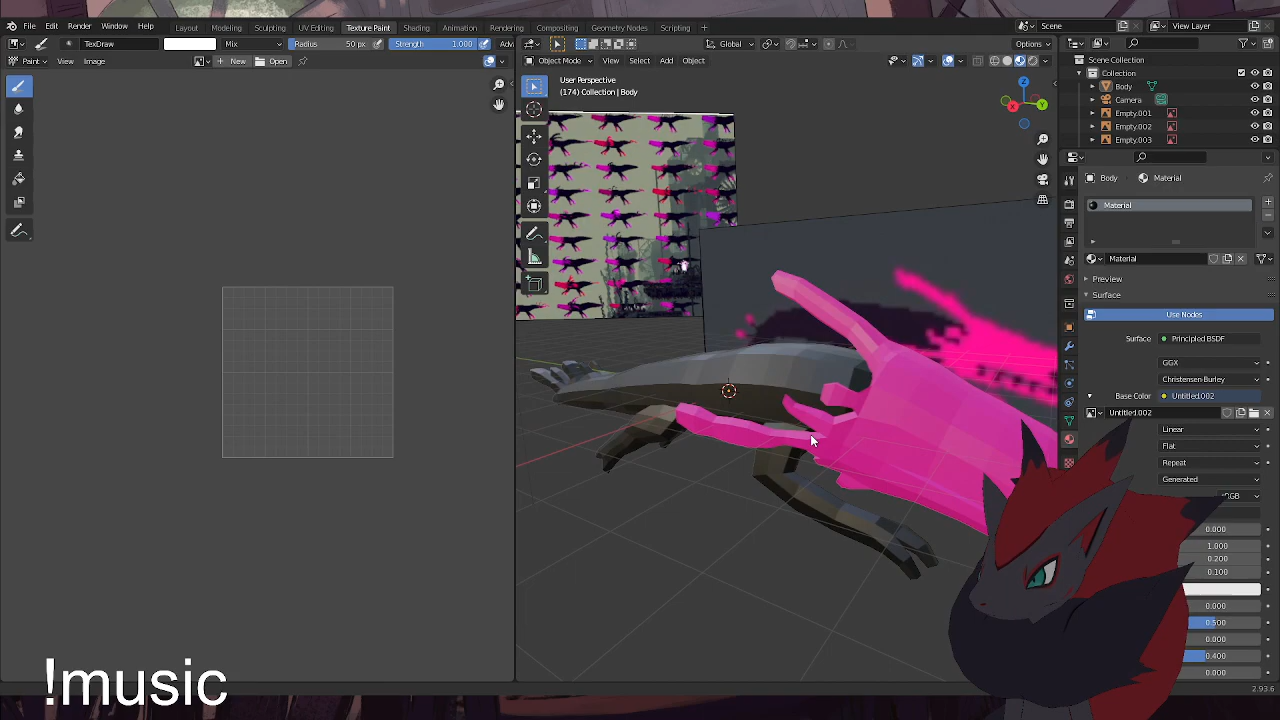 File Edit Render Window Help Layout Modeling Sculpting UV Editing Texture Paint Shading Animation Rendering Compositing Geometry Nodes Scripting + Scene View Layer
TexDraw Mix Radius 50 px Strength 1.000 Adv Global Options
Paint View Image + New Open Object Mode View Select Add Object
User Perspective
(174) Collection | Body
Scene Collection
Collection
Body
Camera
Empty.001
Empty.002
Empty.003
Body Material
Material
Material
Preview
Surface
Use Nodes
Surface Principled BSDF
GGX
Christensen-Burley
Base Color Untitled.002
Untitled.002
Linear
Flat
Repeat
Generated
0.000
1.000
0.200
0.100
0.000
0.500
0.000
0.400
0.000
2.93.6
!music